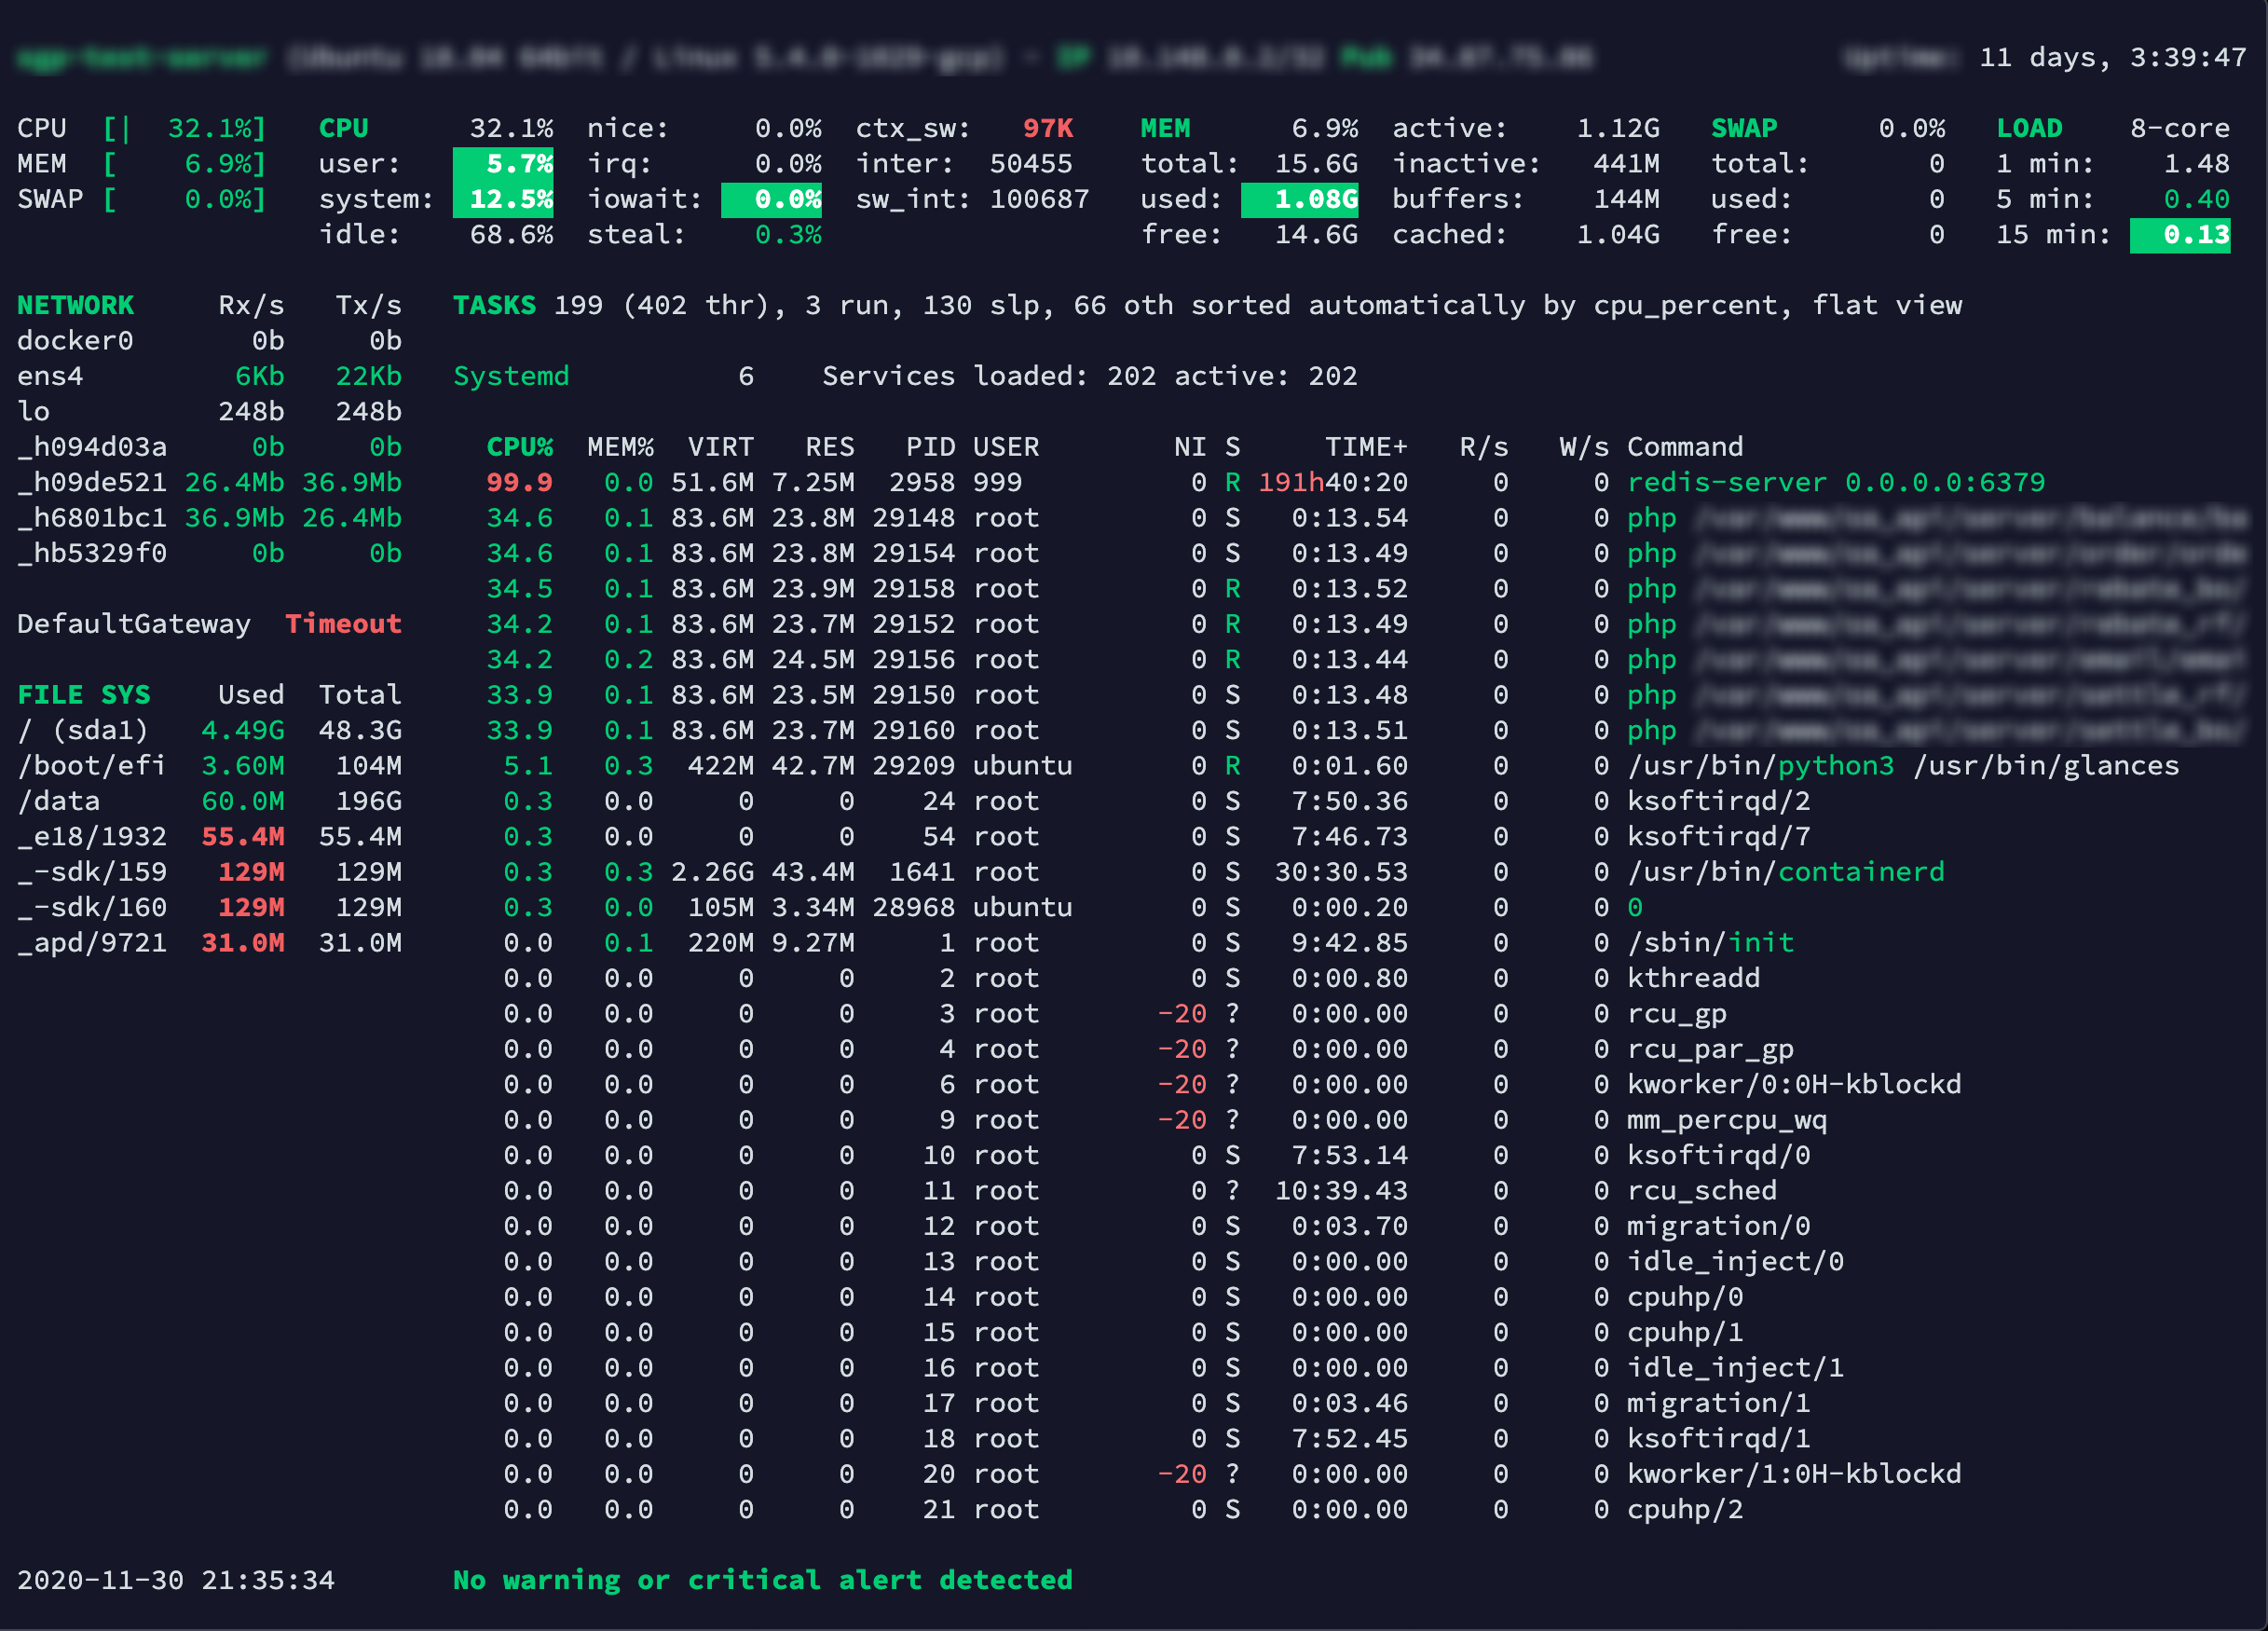 11 days, 3:39:47
CPU [| 32.1%] CPU 32.1% nice: 0.0% ctx_sw: 97K MEM 6.9% active: 1.12G SWAP 0.0% LOAD 8-core
MEM [ 6.9%] user: 5.7% irq: 0.0% inter: 50455 total: 15.6G inactive: 441M total: 0 1 min: 1.48
SWAP [ 0.0%] system: 12.5% iowait: 0.0% sw_int: 100687 used: 1.08G buffers: 144M used: 0 5 min: 0.40
idle: 68.6% steal: 0.3% free: 14.6G cached: 1.04G free: 0 15 min: 0.13
NETWORK Rx/s Tx/s TASKS 199 (402 thr), 3 run, 130 slp, 66 oth sorted automatically by cpu_percent, flat view
docker0 0b 0b
ens4 6Kb 22Kb Systemd 6 Services loaded: 202 active: 202
lo 248b 248b
_h094d03a 0b 0b CPU% MEM% VIRT RES PID USER NI S TIME+ R/s W/s Command
_h09de521 26.4Mb 36.9Mb 99.9 0.0 51.6M 7.25M 2958 999 0 R 191h40:20 0 0 redis-server 0.0.0.0:6379
_h6801bc1 36.9Mb 26.4Mb 34.6 0.1 83.6M 23.8M 29148 root 0 S 0:13.54 0 0 php
_hb5329f0 0b 0b 34.6 0.1 83.6M 23.8M 29154 root 0 S 0:13.49 0 0 php
34.5 0.1 83.6M 23.9M 29158 root 0 R 0:13.52 0 0 php
DefaultGateway Timeout 34.2 0.1 83.6M 23.7M 29152 root 0 R 0:13.49 0 0 php
34.2 0.2 83.6M 24.5M 29156 root 0 R 0:13.44 0 0 php
FILE SYS Used Total 33.9 0.1 83.6M 23.5M 29150 root 0 S 0:13.48 0 0 php
/ (sda1) 4.49G 48.3G 33.9 0.1 83.6M 23.7M 29160 root 0 S 0:13.51 0 0 php
/boot/efi 3.60M 104M 5.1 0.3 422M 42.7M 29209 ubuntu 0 R 0:01.60 0 0 /usr/bin/python3 /usr/bin/glances
/data 60.0M 196G 0.3 0.0 0 0 24 root 0 S 7:50.36 0 0 ksoftirqd/2
_e18/1932 55.4M 55.4M 0.3 0.0 0 0 54 root 0 S 7:46.73 0 0 ksoftirqd/7
_-sdk/159 129M 129M 0.3 0.3 2.26G 43.4M 1641 root 0 S 30:30.53 0 0 /usr/bin/containerd
_-sdk/160 129M 129M 0.3 0.0 105M 3.34M 28968 ubuntu 0 S 0:00.20 0 0 0
_apd/9721 31.0M 31.0M 0.0 0.1 220M 9.27M 1 root 0 S 9:42.85 0 0 /sbin/init
0.0 0.0 0 0 2 root 0 S 0:00.80 0 0 kthreadd
0.0 0.0 0 0 3 root -20 ? 0:00.00 0 0 rcu_gp
0.0 0.0 0 0 4 root -20 ? 0:00.00 0 0 rcu_par_gp
0.0 0.0 0 0 6 root -20 ? 0:00.00 0 0 kworker/0:0H-kblockd
0.0 0.0 0 0 9 root -20 ? 0:00.00 0 0 mm_percpu_wq
0.0 0.0 0 0 10 root 0 S 7:53.14 0 0 ksoftirqd/0
0.0 0.0 0 0 11 root 0 ? 10:39.43 0 0 rcu_sched
0.0 0.0 0 0 12 root 0 S 0:03.70 0 0 migration/0
0.0 0.0 0 0 13 root 0 S 0:00.00 0 0 idle_inject/0
0.0 0.0 0 0 14 root 0 S 0:00.00 0 0 cpuhp/0
0.0 0.0 0 0 15 root 0 S 0:00.00 0 0 cpuhp/1
0.0 0.0 0 0 16 root 0 S 0:00.00 0 0 idle_inject/1
0.0 0.0 0 0 17 root 0 S 0:03.46 0 0 migration/1
0.0 0.0 0 0 18 root 0 S 7:52.45 0 0 ksoftirqd/1
0.0 0.0 0 0 20 root -20 ? 0:00.00 0 0 kworker/1:0H-kblockd
0.0 0.0 0 0 21 root 0 S 0:00.00 0 0 cpuhp/2
2020-11-30 21:35:34 No warning or critical alert detected